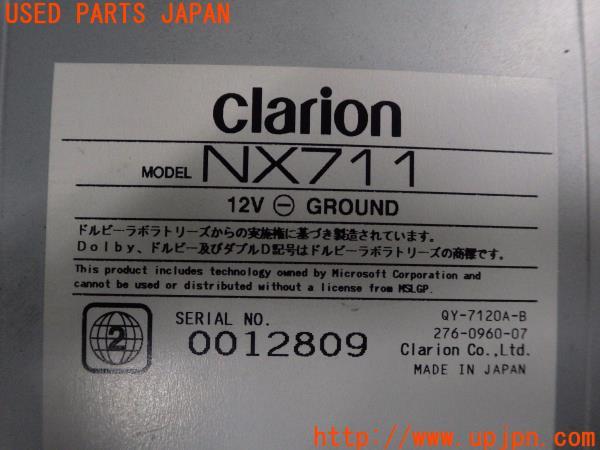 USED PARTS JAPAN
clarion
MODEL NX711
12V ⊖ GROUND
ドルビーラボラトリーズからの実施権に基づき製造されています。
Dolby、ドルビー及びダブルD記号はドルビーラボラトリーズの商標です。
This product includes technology owned by Microsoft Corporation and
cannot be used or distributed without a license from MSLGP.
2
SERIAL NO.
0012809
QY-7120A-B
276-0960-07
Clarion Co.,Ltd.
MADE IN JAPAN
http://www.upjpn.com